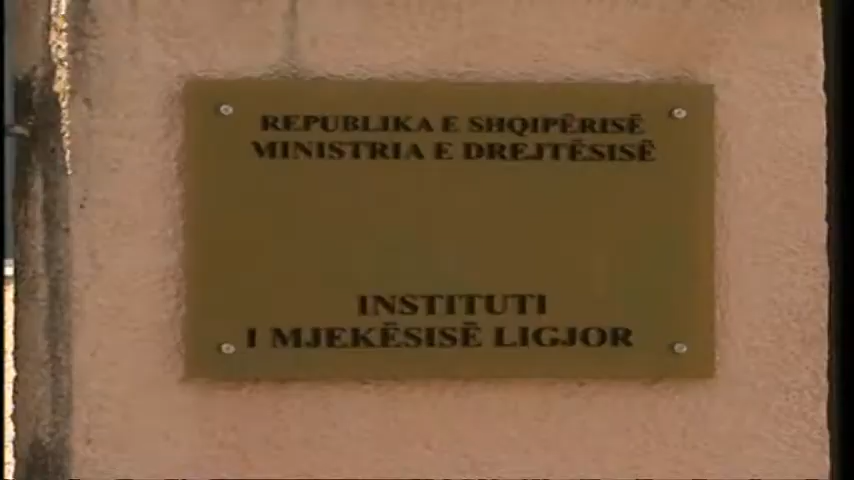 REPUBLIKA E SHQIPËRISË
MINISTRIA E DREJTËSISË
INSTITUTI
I MJEKËSISË LIGJOR